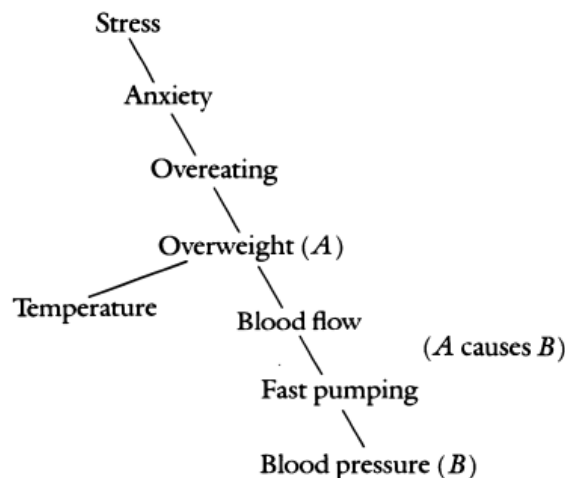 Stress
Anxiety
Overeating
Overweight (A)
Temperature
Blood flow
(A causes B)
Fast pumping
Blood pressure (B)